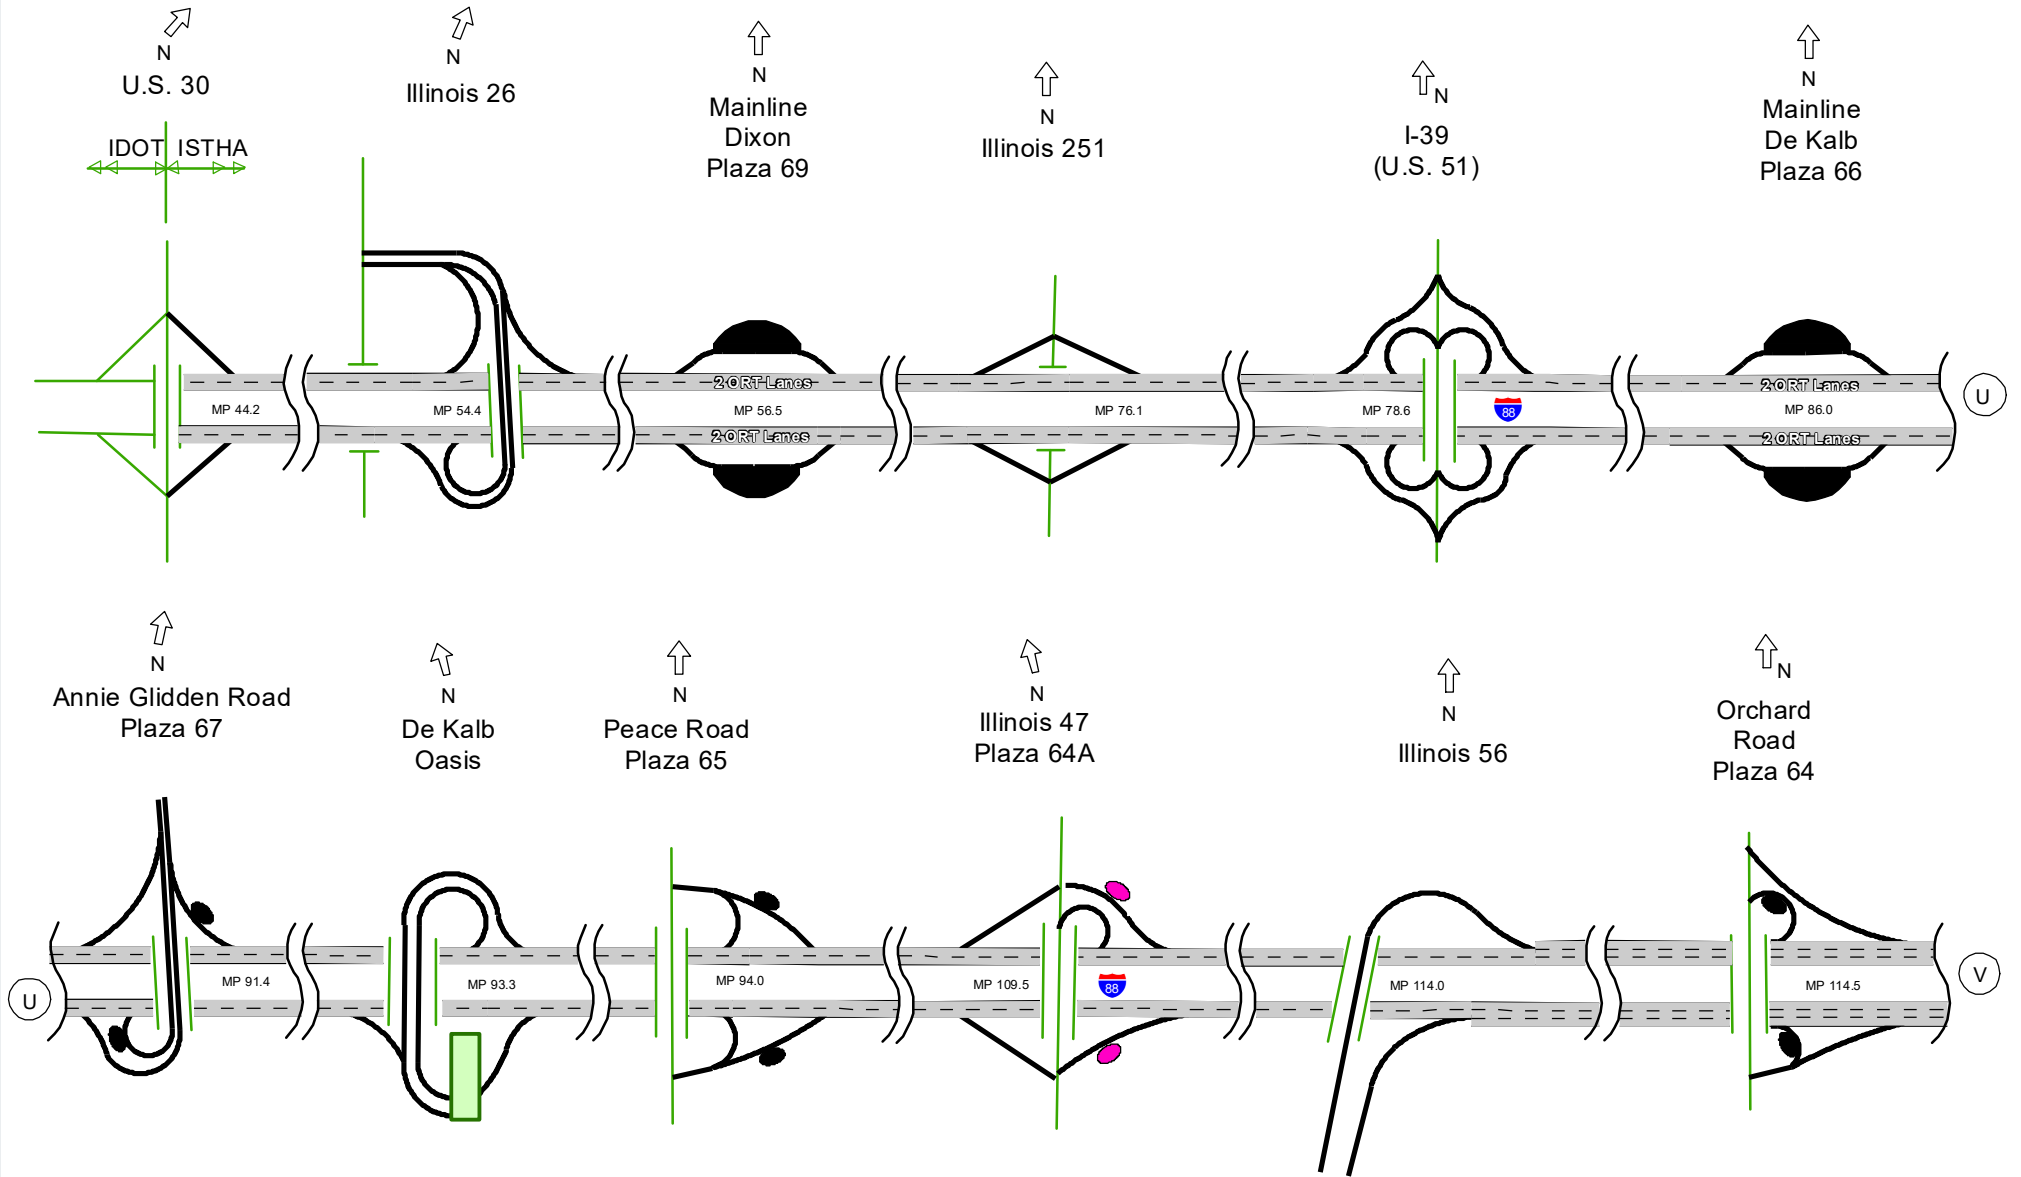 N
U.S. 30
IDOT
ISTHA
N
Illinois 26
N
Mainline
Dixon
Plaza 69
N
Illinois 251
N
I-39
(U.S. 51)
N
Mainline
De Kalb
Plaza 66
2 ORT Lanes
2 ORT Lanes
MP 44.2
MP 54.4
MP 56.5
MP 76.1
MP 78.6
88
MP 86.0
U
2 ORT Lanes
2 ORT Lanes
N
Annie Glidden Road
Plaza 67
N
De Kalb
Oasis
N
Peace Road
Plaza 65
N
Illinois 47
Plaza 64A
N
Illinois 56
N
Orchard
Road
Plaza 64
U
MP 91.4
MP 93.3
MP 94.0
MP 109.5
88
MP 114.0
MP 114.5
V